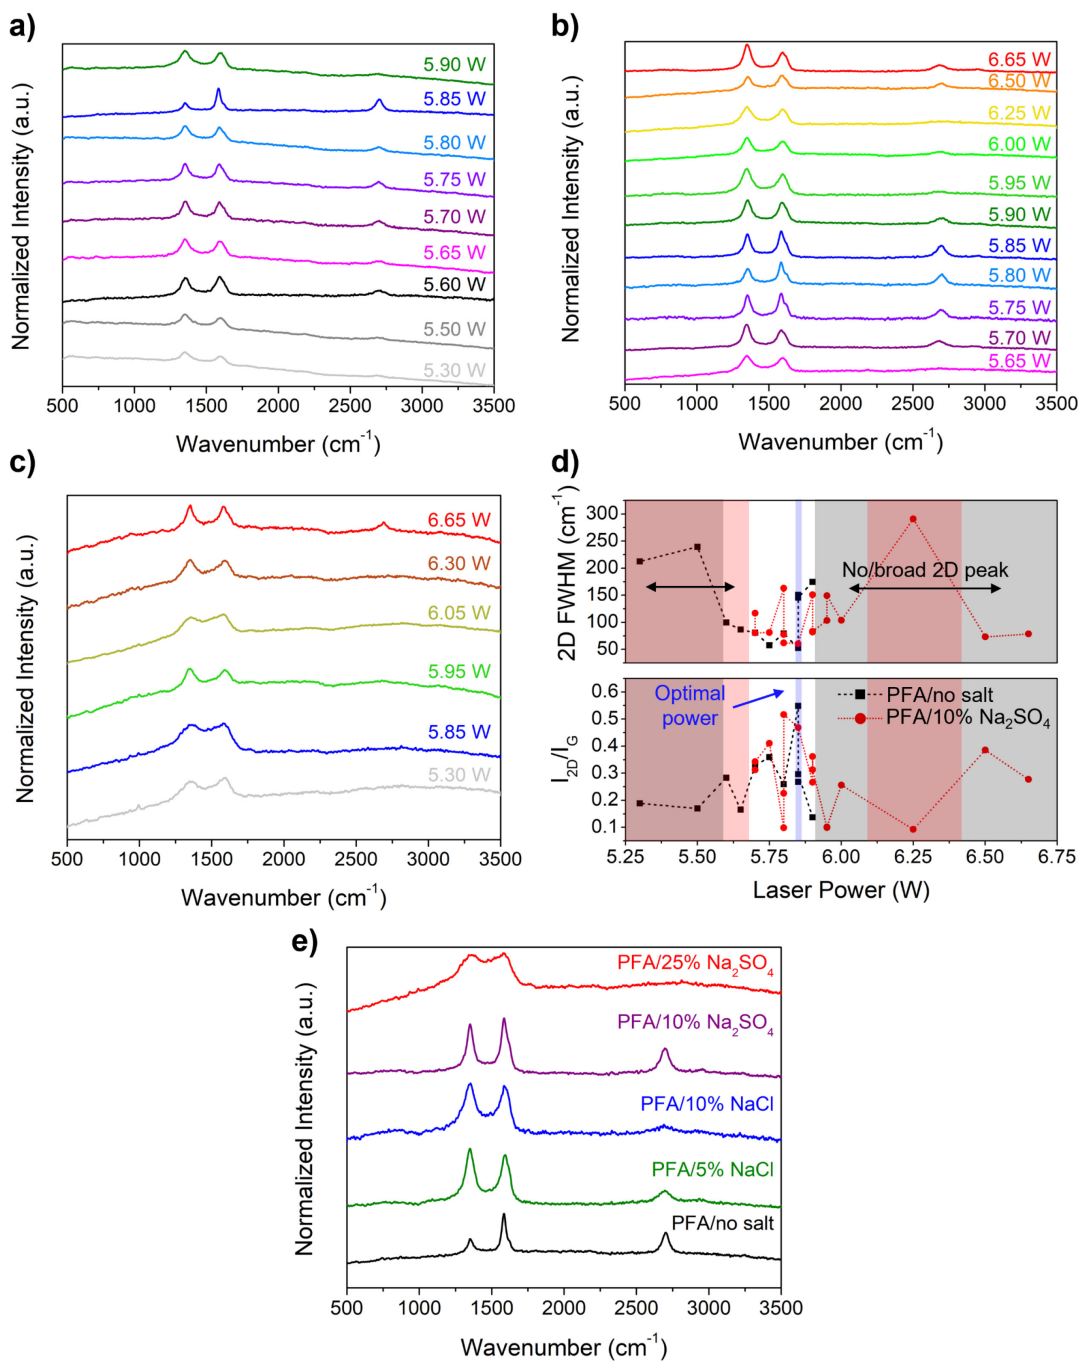 a)
Normalized Intensity (a.u.)
5.90 W
5.85 W
5.80 W
5.75 W
5.70 W
5.65 W
5.60 W
5.50 W
5.30 W
500 1000 1500 2000 2500 3000 3500
Wavenumber (cm⁻¹)
b)
Normalized Intensity (a.u.)
6.65 W
6.50 W
6.25 W
6.00 W
5.95 W
5.90 W
5.85 W
5.80 W
5.75 W
5.70 W
5.65 W
500 1000 1500 2000 2500 3000 3500
Wavenumber (cm⁻¹)
c)
Normalized Intensity (a.u.)
6.65 W
6.30 W
6.05 W
5.95 W
5.85 W
5.30 W
500 1000 1500 2000 2500 3000 3500
Wavenumber (cm⁻¹)
d)
2D FWHM (cm⁻¹)
300
250
200
150
100
50
No/broad 2D peak
I₂D/I_G
0.6
0.5
0.4
0.3
0.2
0.1
Optimal
power
PFA/no salt
PFA/10% Na₂SO₄
5.25 5.50 5.75 6.00 6.25 6.50 6.75
Laser Power (W)
e)
Normalized Intensity (a.u.)
PFA/25% Na₂SO₄
PFA/10% Na₂SO₄
PFA/10% NaCl
PFA/5% NaCl
PFA/no salt
500 1000 1500 2000 2500 3000 3500
Wavenumber (cm⁻¹)